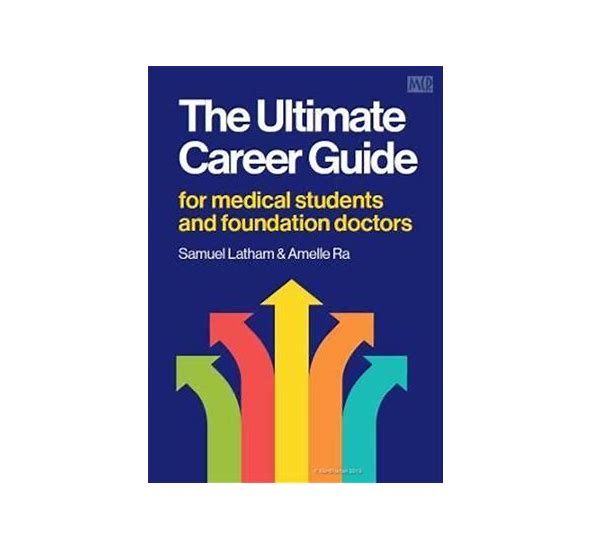 The Ultimate
Career Guide
for medical students
and foundation doctors
Samuel Latham & Amelle Ra